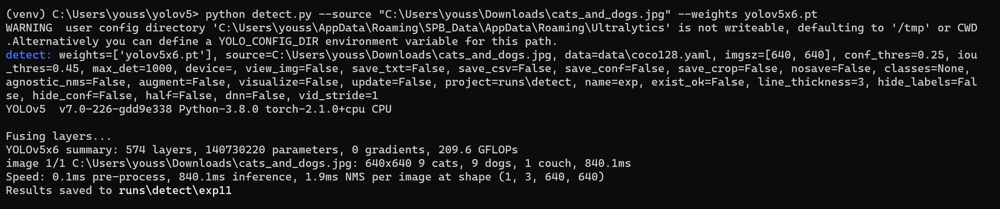 (venv) C:\Users\youss\yolov5> python detect.py --source "C:\Users\youss\Downloads\cats_and_dogs.jpg" --weights yolov5x6.pt
WARNING  user config directory 'C:\Users\youss\AppData\Roaming\SPB_Data\AppData\Roaming\Ultralytics' is not writeable, defaulting to '/tmp' or CWD
.Alternatively you can define a YOLO_CONFIG_DIR environment variable for this path.
detect: weights=['yolov5x6.pt'], source=C:\Users\youss\Downloads\cats_and_dogs.jpg, data=data\coco128.yaml, imgsz=[640, 640], conf_thres=0.25, iou
_thres=0.45, max_det=1000, device=, view_img=False, save_txt=False, save_csv=False, save_conf=False, save_crop=False, nosave=False, classes=None,
agnostic_nms=False, augment=False, visualize=False, update=False, project=runs\detect, name=exp, exist_ok=False, line_thickness=3, hide_labels=Fal
se, hide_conf=False, half=False, dnn=False, vid_stride=1
YOLOv5  v7.0-226-gdd9e338 Python-3.8.0 torch-2.1.0+cpu CPU
Fusing layers...
YOLOv5x6 summary: 574 layers, 140730220 parameters, 0 gradients, 209.6 GFLOPs
image 1/1 C:\Users\youss\Downloads\cats_and_dogs.jpg: 640x640 9 cats, 9 dogs, 1 couch, 840.1ms
Speed: 0.1ms pre-process, 840.1ms inference, 1.9ms NMS per image at shape (1, 3, 640, 640)
Results saved to runs\detect\exp11